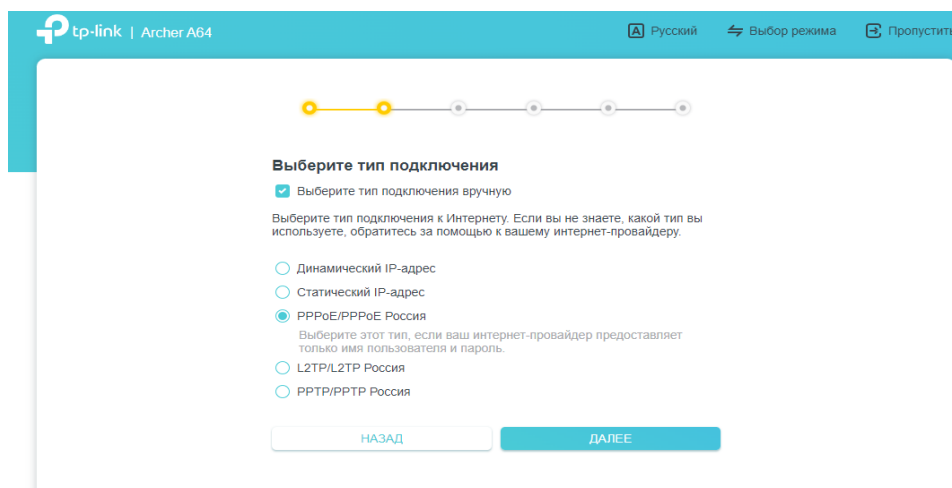 tp-link | Archer A64
Русский
Выбор режима
Пропустить
Выберите тип подключения
Выберите тип подключения вручную
Выберите тип подключения к Интернету. Если вы не знаете, какой тип вы
используете, обратитесь за помощью к вашему интернет-провайдеру.
Динамический IP-адрес
Статический IP-адрес
PPPoE/PPPoE Россия
Выберите этот тип, если ваш интернет-провайдер предоставляет
только имя пользователя и пароль.
L2TP/L2TP Россия
PPTP/PPTP Россия
НАЗАД
ДАЛЕЕ